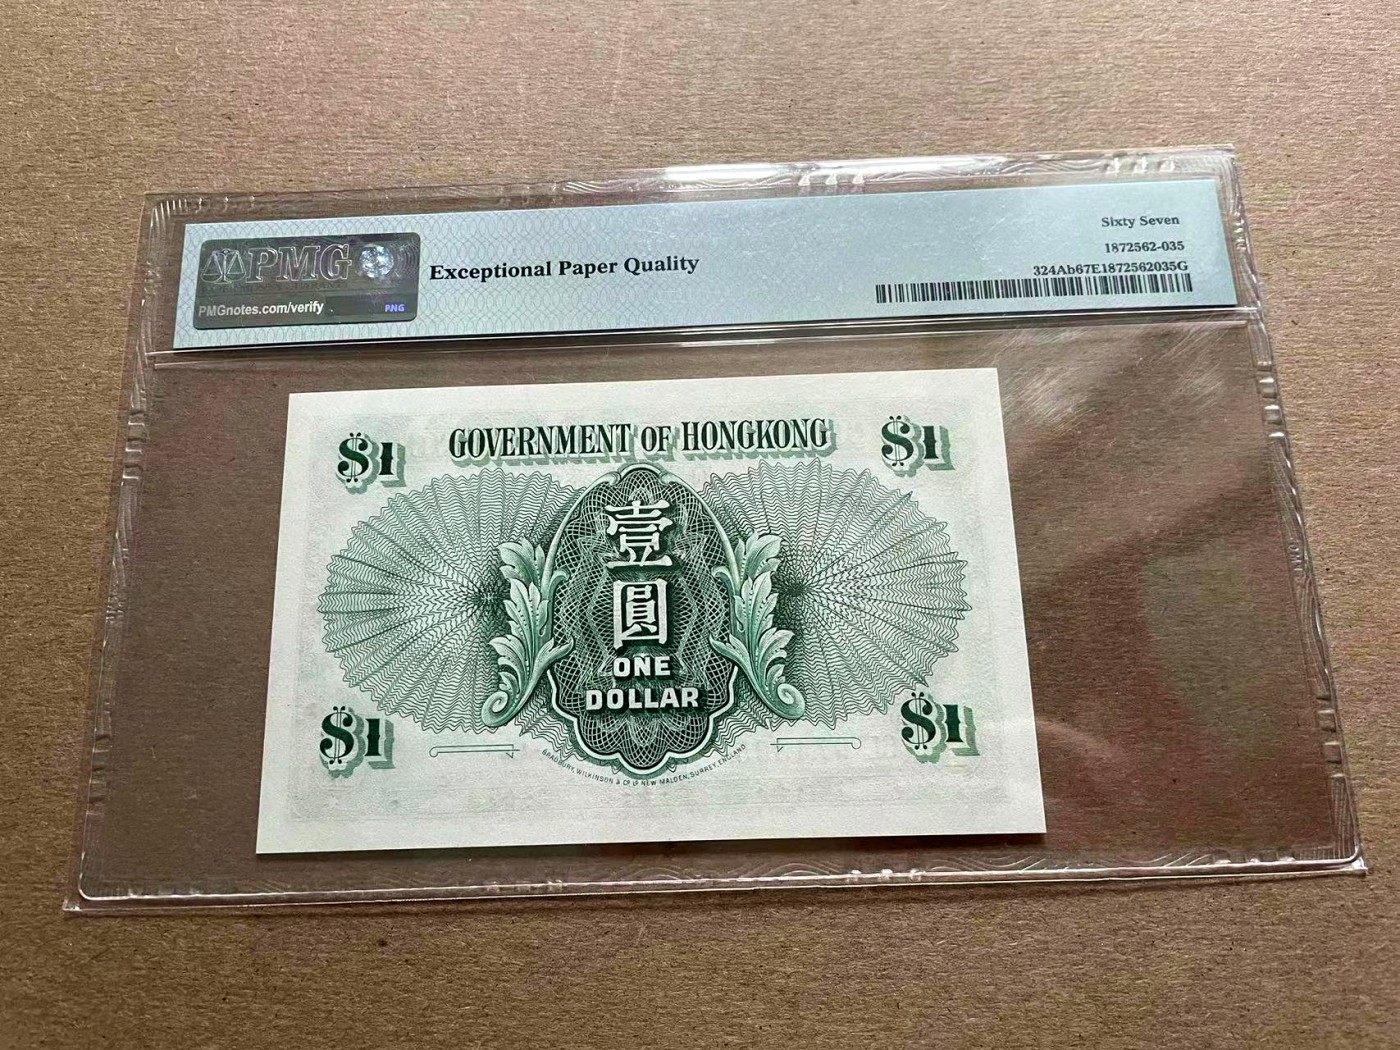 PMG
PMGnotes.com/verify
PNG
Exceptional Paper Quality
Sixty Seven
1872562-035
324Ab67E1872562035G
$1
GOVERNMENT OF HONGKONG
$1
壹
圓
ONE
DOLLAR
$1
$1
BRADBURY, WILKINSON & Cº Lᴰ NEW MALDEN, SURREY, ENGLAND